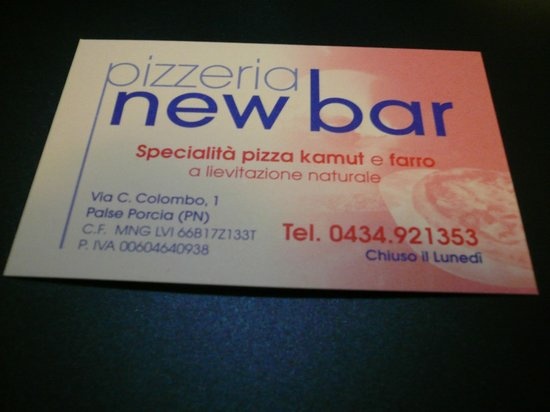 pizzeria
new bar
Specialità pizza kamut e farro
a lievitazione naturale
Via C. Colombo, 1
Palse Porcia (PN)
C.F. MNG LVI 66B17Z133T
P. IVA 00604640938
Tel. 0434.921353
Chiuso il Lunedì